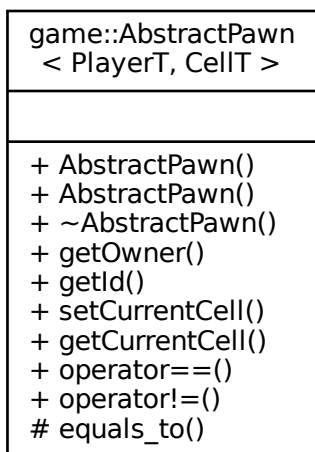 game::AbstractPawn
< PlayerT, CellT >
+ AbstractPawn()
+ AbstractPawn()
+ ~AbstractPawn()
+ getOwner()
+ getId()
+ setCurrentCell()
+ getCurrentCell()
+ operator==()
+ operator!=()
# equals_to()